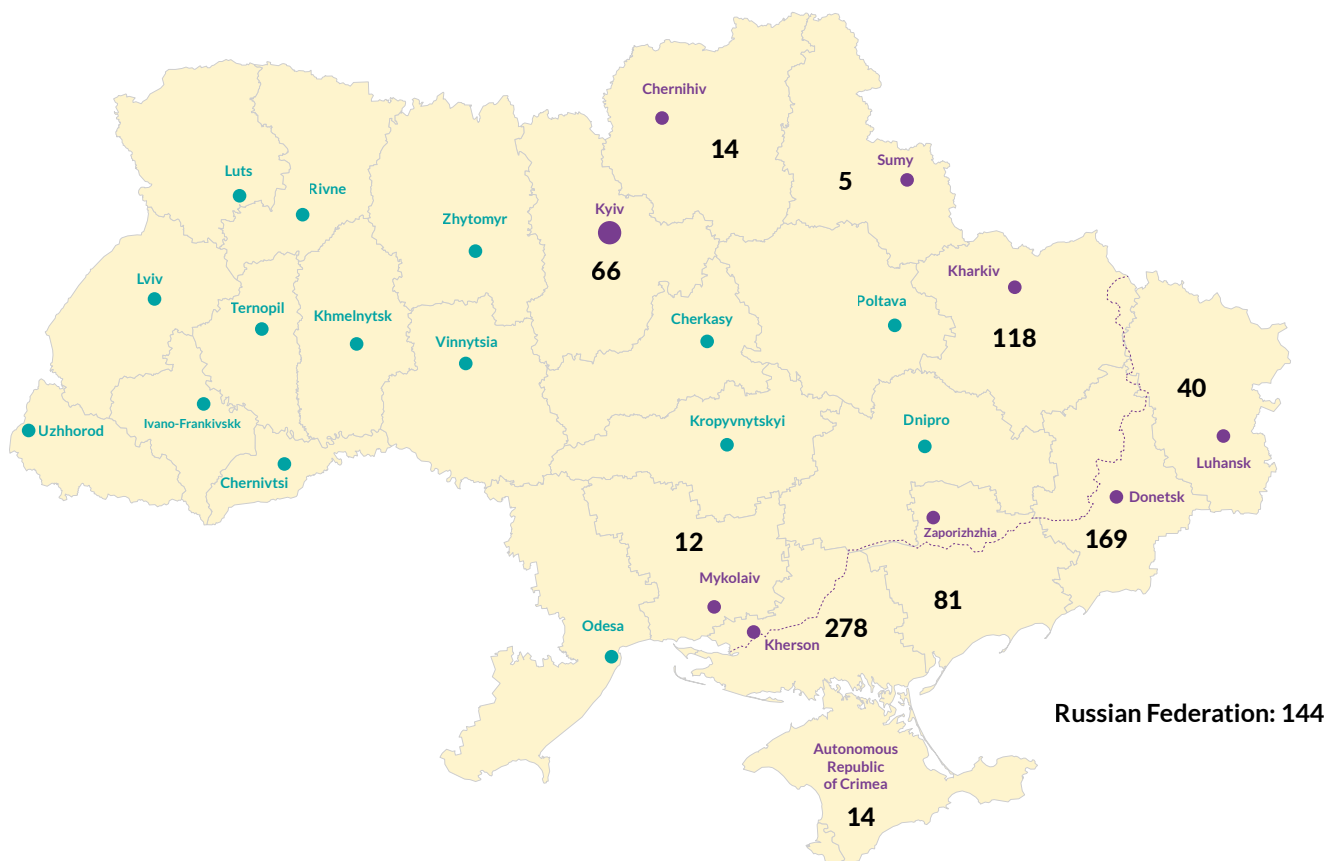 Chernihiv
14
Sumy
5
Luts
Rivne
Kyiv
Zhytomyr
66
Kharkiv
Lviv
Poltava
Ternopil
Khmelnytsk
Cherkasy
118
Vinnytsia
40
Ivano-Frankivskk
Kropyvnytskyi
Dnipro
Uzhhorod
Luhansk
Chernivtsi
Donetsk
Zaporizhzhia
12
169
Mykolaiv
81
Odesa
278
Kherson
Russian Federation: 144
Autonomous
Republic
of Crimea
14